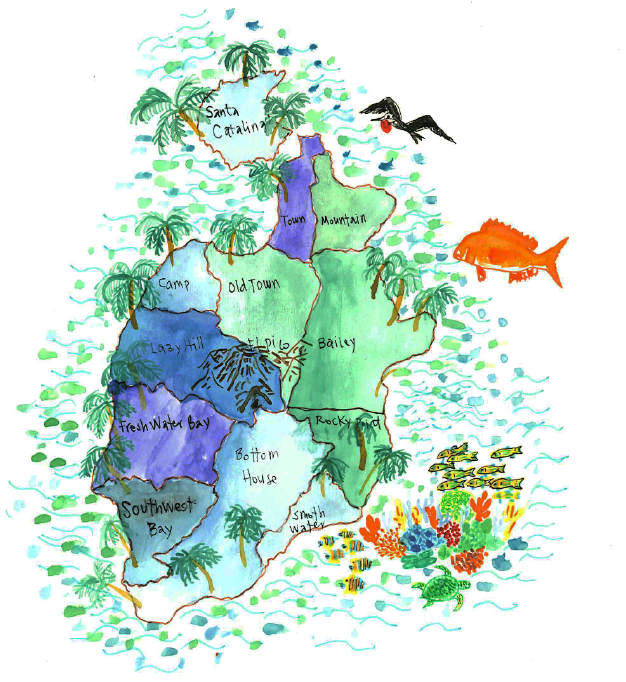 Santa
Catalina
Town
Mountain
Camp
Old Town
Lazy Hill
El pico
Bailey
Fresh Water Bay
Rocky Point
Bottom
House
Southwest
Bay
Smoth
water